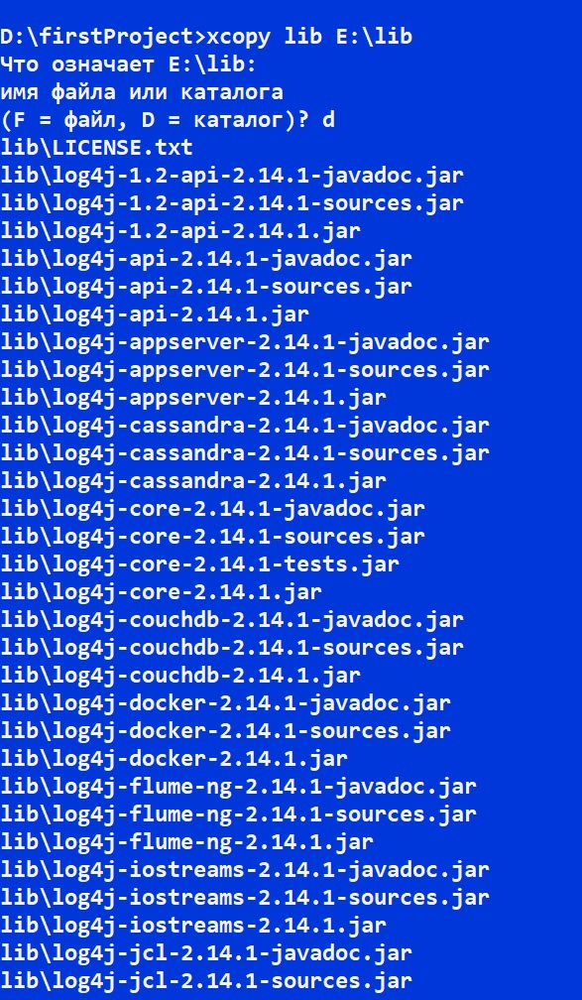 D:\firstProject>xcopy lib E:\lib
Что означает E:\lib:
имя файла или каталога
(F = файл, D = каталог)? d
lib\LICENSE.txt
lib\log4j-1.2-api-2.14.1-javadoc.jar
lib\log4j-1.2-api-2.14.1-sources.jar
lib\log4j-1.2-api-2.14.1.jar
lib\log4j-api-2.14.1-javadoc.jar
lib\log4j-api-2.14.1-sources.jar
lib\log4j-api-2.14.1.jar
lib\log4j-appserver-2.14.1-javadoc.jar
lib\log4j-appserver-2.14.1-sources.jar
lib\log4j-appserver-2.14.1.jar
lib\log4j-cassandra-2.14.1-javadoc.jar
lib\log4j-cassandra-2.14.1-sources.jar
lib\log4j-cassandra-2.14.1.jar
lib\log4j-core-2.14.1-javadoc.jar
lib\log4j-core-2.14.1-sources.jar
lib\log4j-core-2.14.1-tests.jar
lib\log4j-core-2.14.1.jar
lib\log4j-couchdb-2.14.1-javadoc.jar
lib\log4j-couchdb-2.14.1-sources.jar
lib\log4j-couchdb-2.14.1.jar
lib\log4j-docker-2.14.1-javadoc.jar
lib\log4j-docker-2.14.1-sources.jar
lib\log4j-docker-2.14.1.jar
lib\log4j-flume-ng-2.14.1-javadoc.jar
lib\log4j-flume-ng-2.14.1-sources.jar
lib\log4j-flume-ng-2.14.1.jar
lib\log4j-iostreams-2.14.1-javadoc.jar
lib\log4j-iostreams-2.14.1-sources.jar
lib\log4j-iostreams-2.14.1.jar
lib\log4j-jcl-2.14.1-javadoc.jar
lib\log4j-jcl-2.14.1-sources.jar